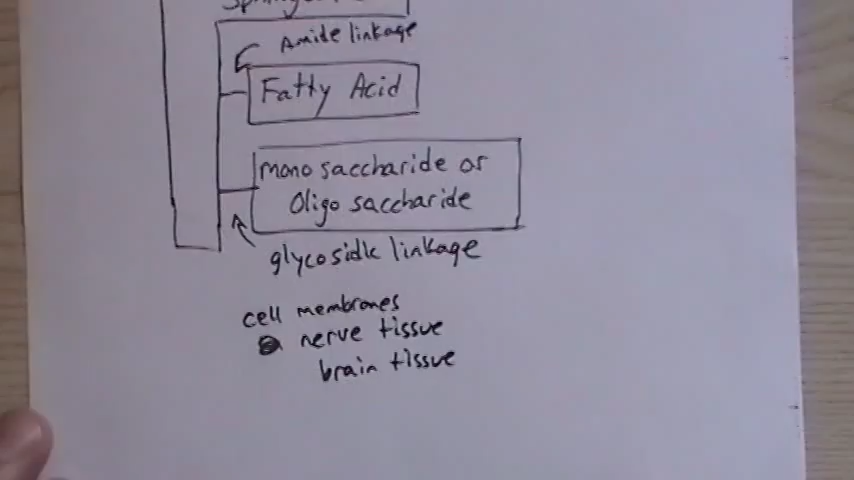 Amide linkage
Fatty Acid
mono saccharide or
Oligo saccharide
glycosidic linkage
cell membranes
nerve tissue
brain tissue